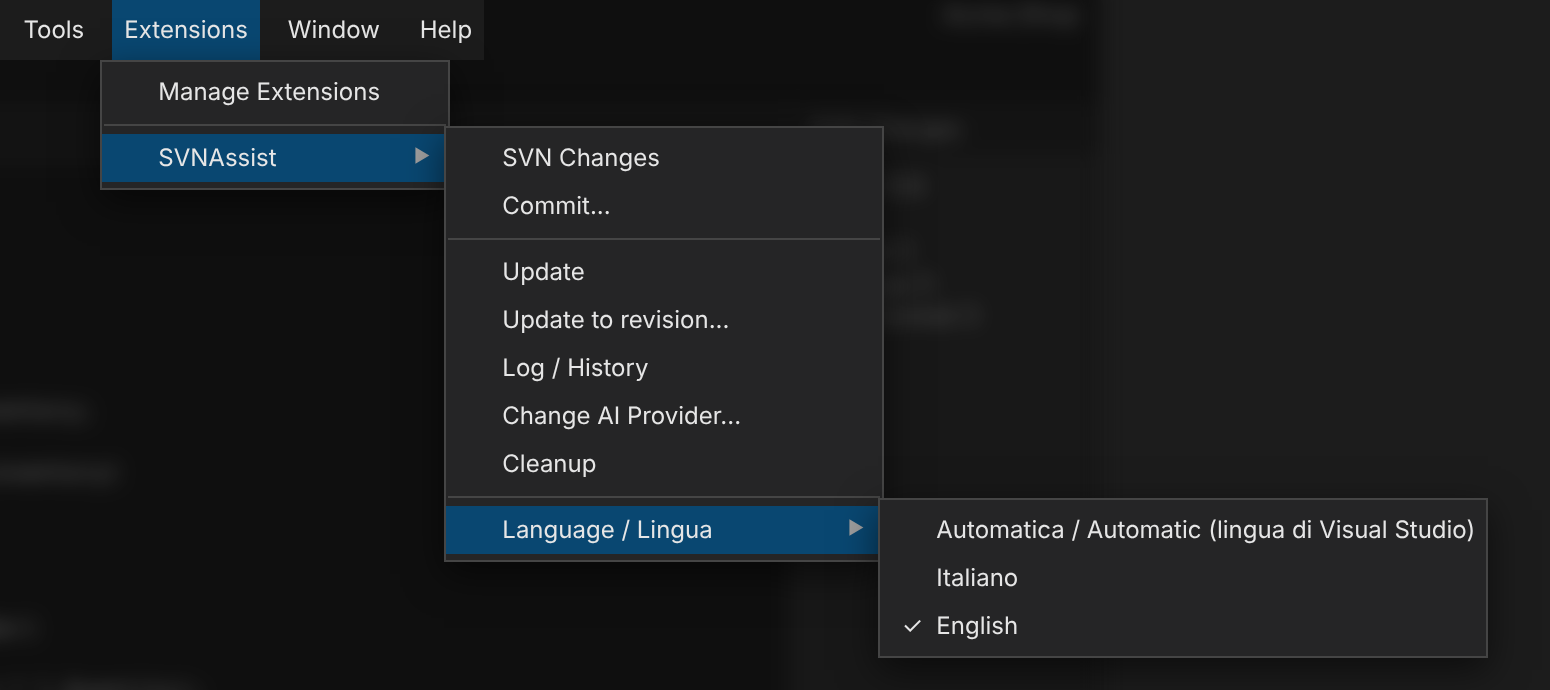 Tools Extensions Window Help
Manage Extensions
SVNAssist
SVN Changes
Commit...
Update
Update to revision...
Log / History
Change AI Provider...
Cleanup
Language / Lingua
Automatica / Automatic (lingua di Visual Studio)
Italiano
English